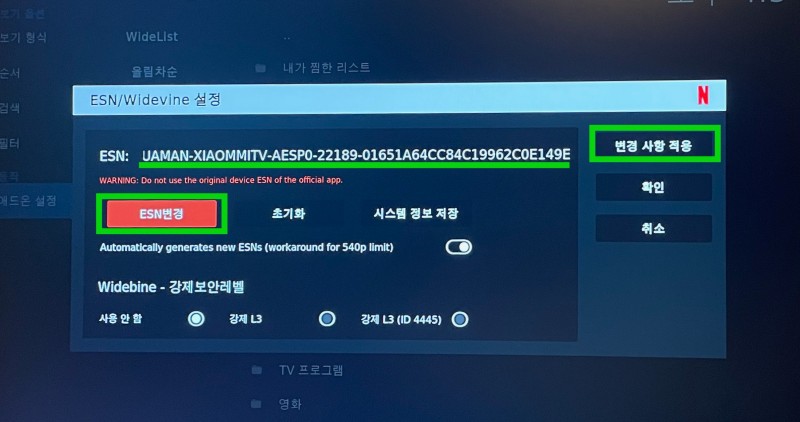 보기 형식
WideList
..
순서
올림차순
내가 찜한 리스트
검색
필터
동작
애드온 설정
ESN/Widevine 설정
N
ESN: UAMAN-XIAOMMITV-AESP0-22189-01651A64CC84C19962C0E149E
WARNING: Do not use the original device ESN of the official app.
ESN변경
초기화
시스템 정보 저장
Automatically generates new ESNs (workaround for 540p limit)
Widebine - 강제보안레벨
사용 안 함
강제 L3
강제 L3 (ID 4445)
변경 사항 적용
확인
취소
TV 프로그램
영화